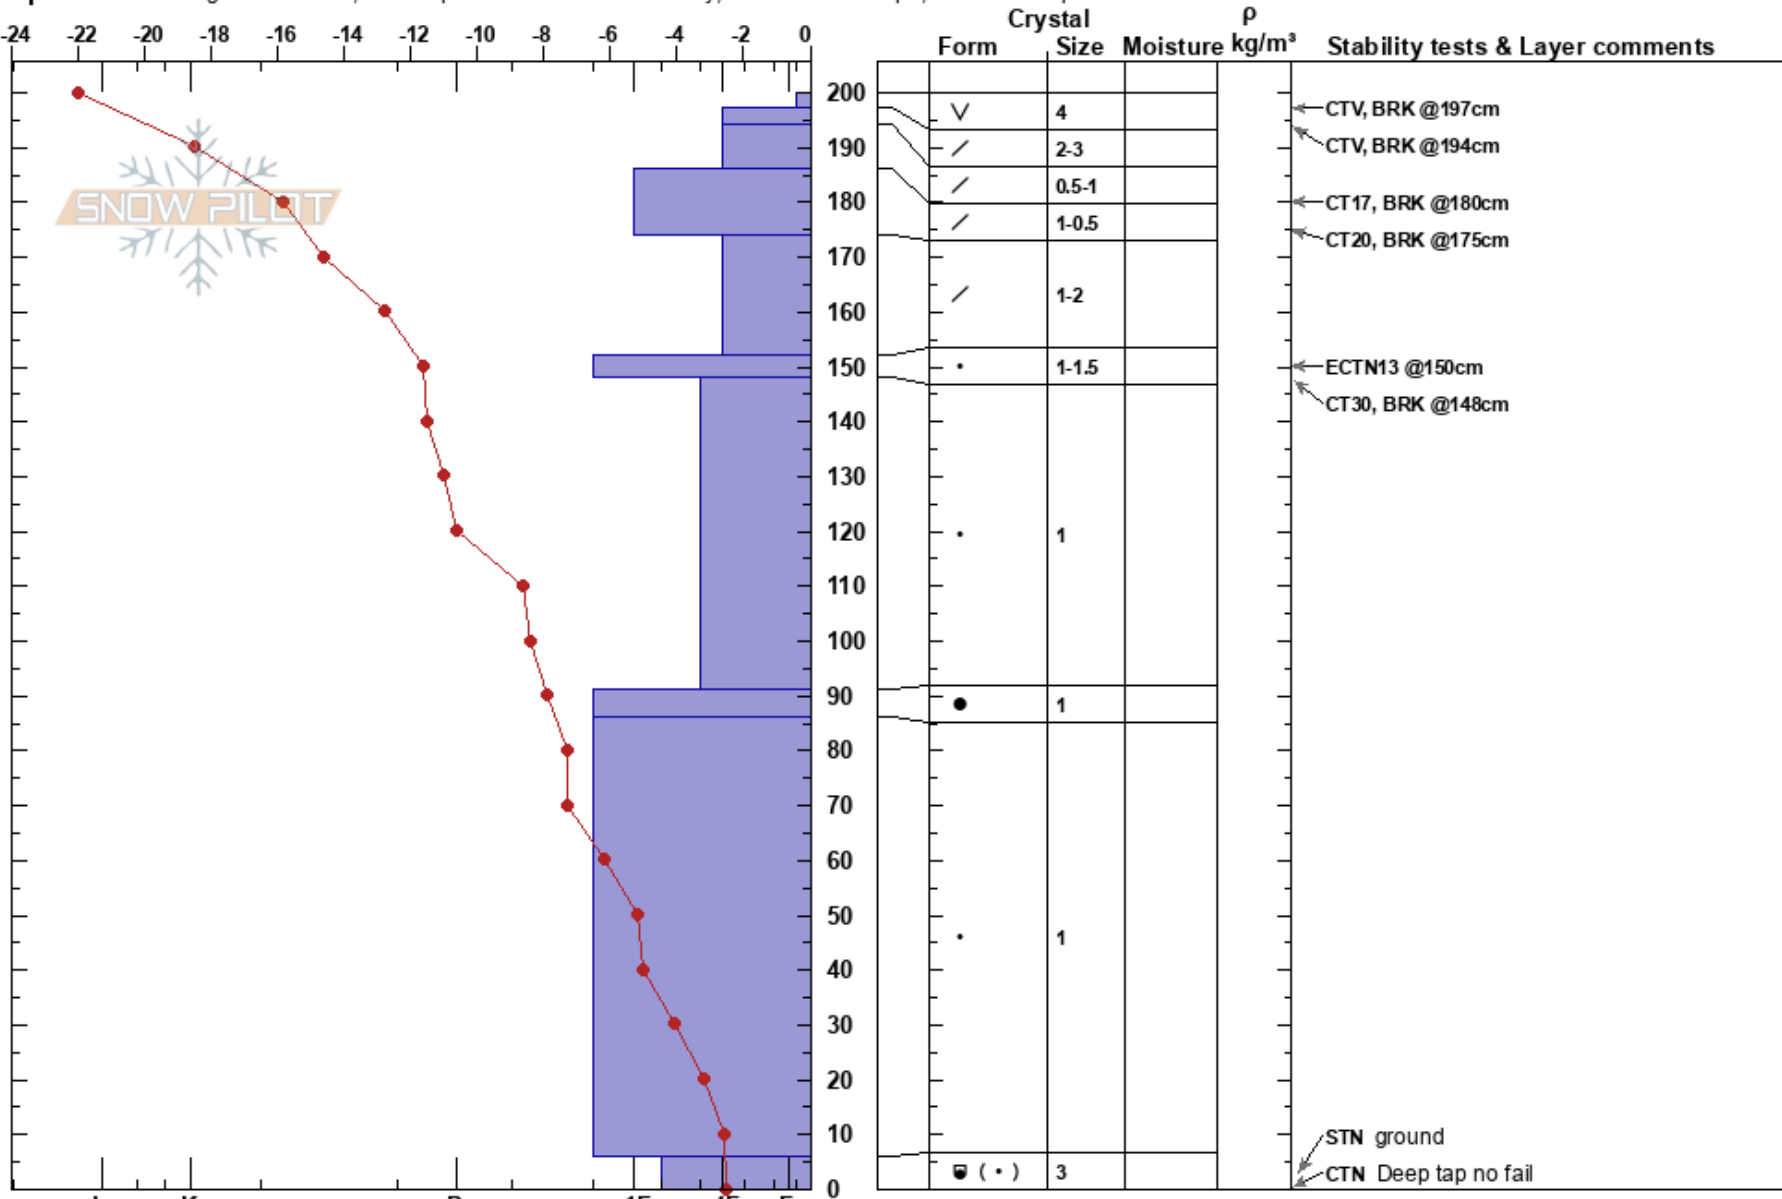 Crystal ρ
-24 -22 -20 -18 -16 -14 -12 -10 -8 -6 -4 -2 0 Form Size Moisture kg/m³ Stability tests & Layer comments
200
4 CTV, BRK @197cm
190 2-3 CTV, BRK @194cm
SNOW PILOT
0.5-1
180 CT17, BRK @180cm
1-0.5
CT20, BRK @175cm
170
1-2
160
150 1-1.5 ECTN13 @150cm
CT30, BRK @148cm
140
130
120 1
110
100
90 1
80
70
60
50
1
40
30
20
10 STN ground
( • ) 3 CTN Deep tap no fail
0